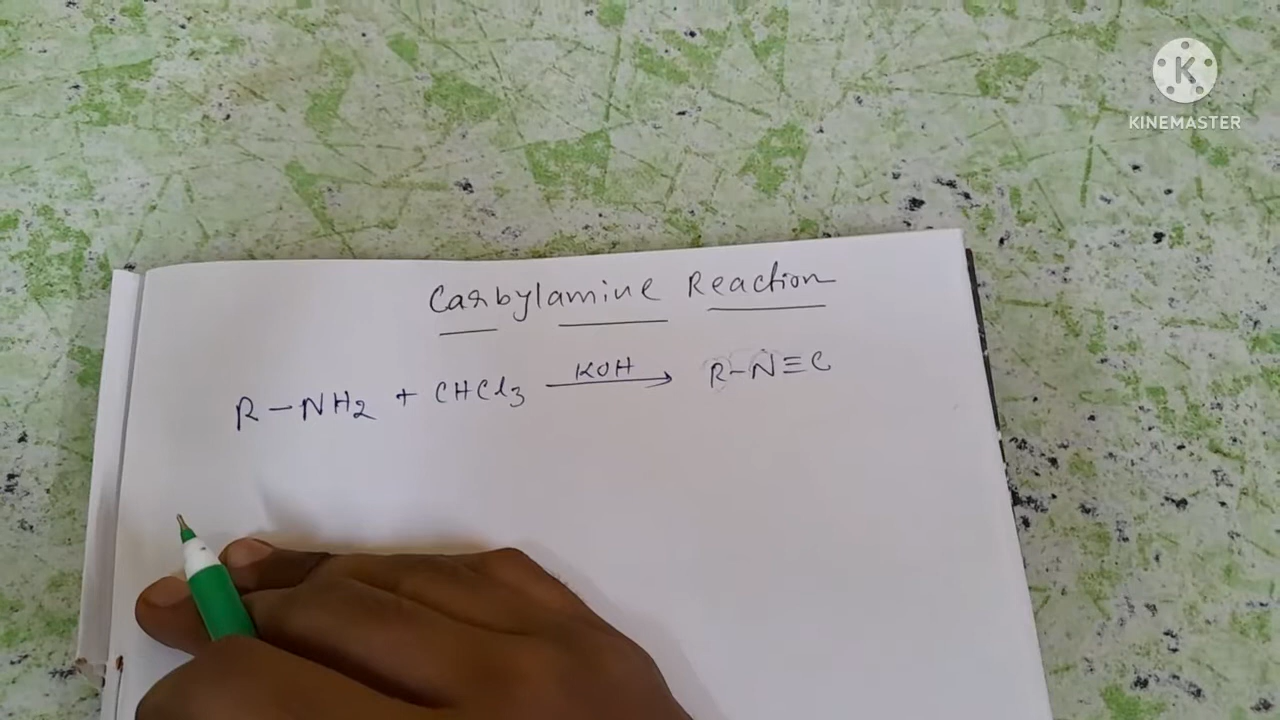 K
KINEMASTER
Carbylamine Reaction
R-NH₂ + CHCl₃ KOH→ R-N≡C